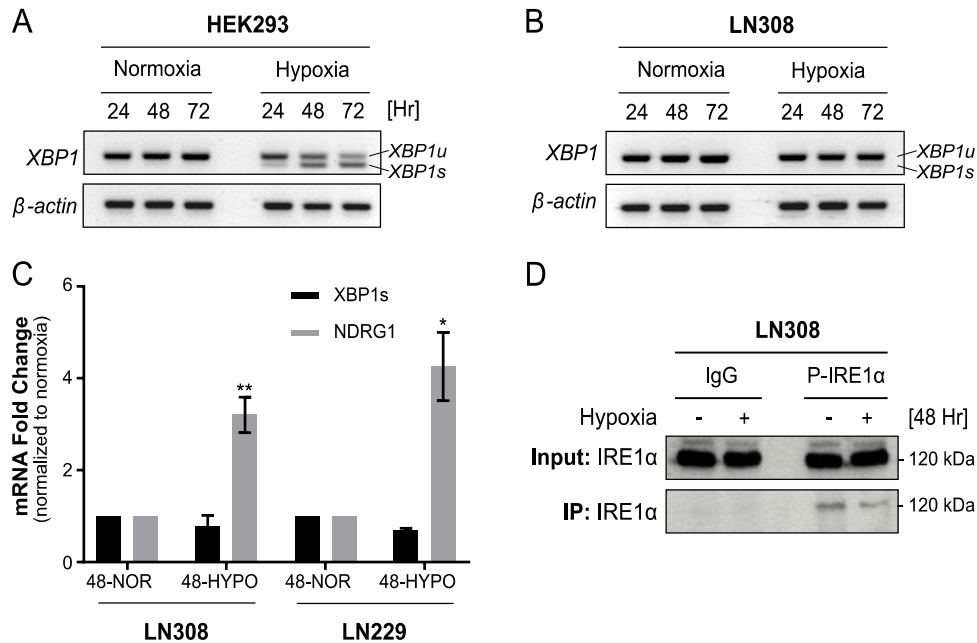 A
HEK293
Normoxia Hypoxia
24 48 72 24 48 72 [Hr]
XBP1
XBP1u
XBP1s
β-actin
B
LN308
Normoxia Hypoxia
24 48 72 24 48 72
XBP1
XBP1u
XBP1s
β-actin
C
mRNA Fold Change
(normalized to normoxia)
6
4
2
0
XBP1s
NDRG1
**
*
48-NOR 48-HYPO 48-NOR 48-HYPO
LN308 LN229
D
LN308
IgG P-IRE1α
Hypoxia - + - + [48 Hr]
Input: IRE1α - 120 kDa
IP: IRE1α - 120 kDa